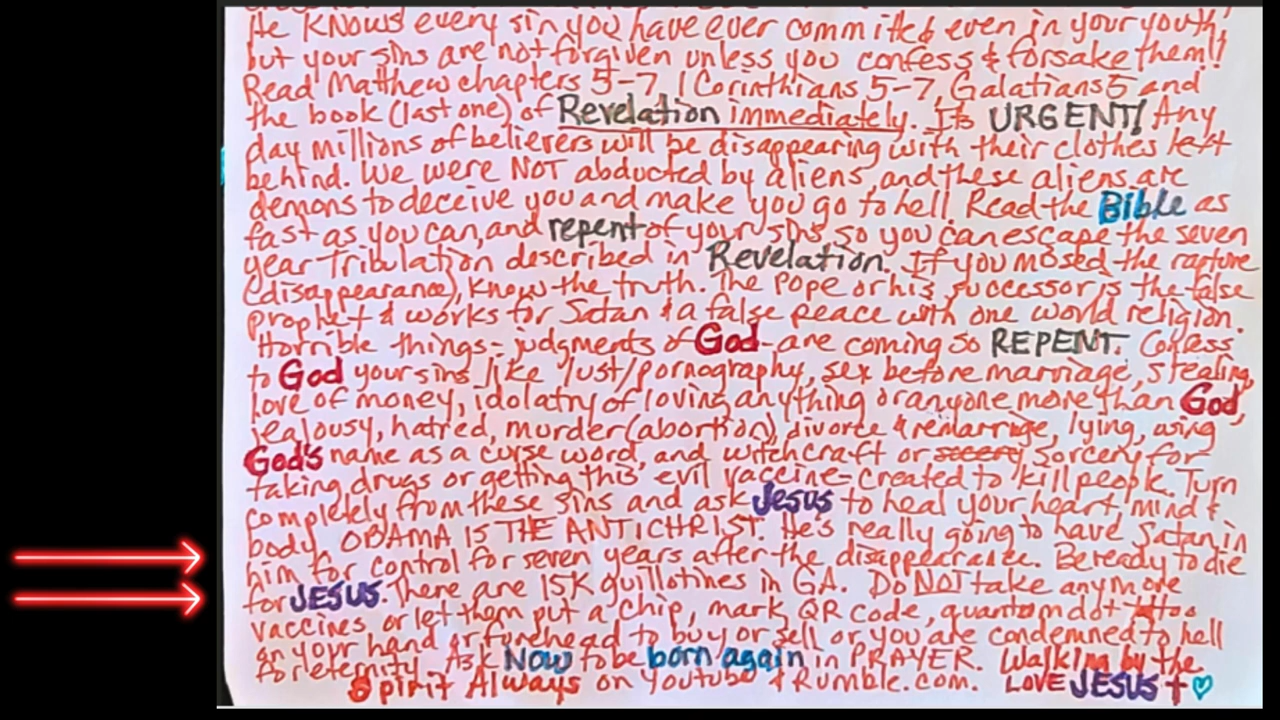 He KNOWS every sin you have ever committed even in your youth,
but your sins are not forgiven unless you confess & forsake them!
Read Matthew chapters 5-7, 1 Corinthians 5-7, Galatians 5 and
the book (last one) of Revelation immediately. Its URGENT! Any
day millions of believers will be disappearing with their clothes left
behind. We were NOT abducted by aliens, and these aliens are
demons to deceive you and make you go to hell. Read the Bible as
fast as you can, and repent of your sins so you can escape the seven
year Tribulation described in Revelation. If you missed the rapture
(disappearance), know the truth. The Pope or his successor is the false
prophet & works for Satan & a false peace with one world religion.
Horrible things - judgments of God - are coming so REPENT. Confess
to God your sins like lust/pornography, sex before marriage, stealing,
love of money, idolatry of loving anything or anyone more than God,
jealousy, hatred, murder (abortion), divorce & remarriage, lying, using
God's name as a curse word, and witchcraft or sorcery for
taking drugs or getting this evil vaccine - created to kill people. Turn
completely from these sins and ask Jesus to heal your heart, mind &
body. OBAMA IS THE ANTICHRIST. He's really going to have Satan in
him for control for seven years after the disappearance. Be ready to die
for JESUS. There are 15K guillotines in GA. Do NOT take anymore
vaccines or let them put a chip, mark, QR code, quantom dot tattoo
on your hand or forehead to buy or sell or you are condemned to hell
for eternity. Ask Now to be born again in PRAYER. Walking by the
Spirit Always on Youtube & Rumble.com. LOVE JESUS